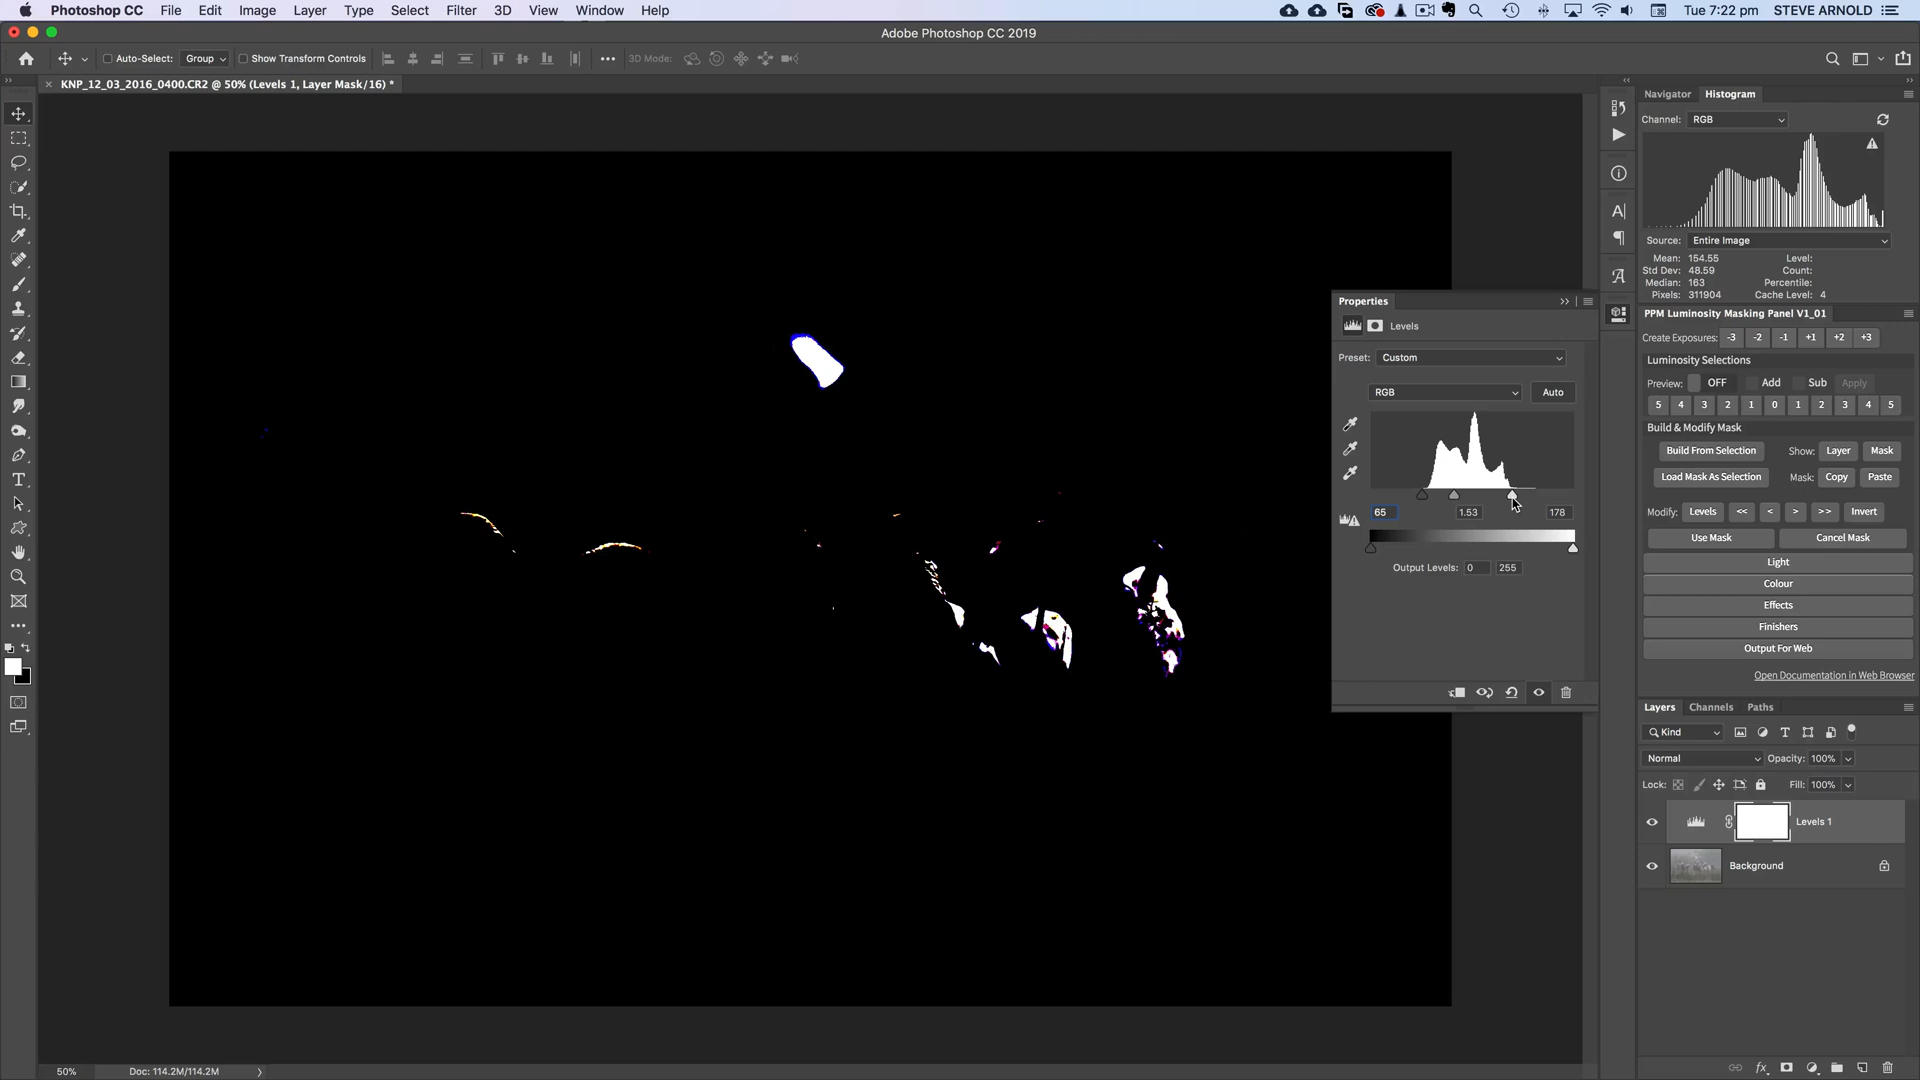 Photoshop CC File Edit Image Layer Type Select Filter 3D View Window Help Tue 7:22 pm STEVE ARNOLD
Adobe Photoshop CC 2019
Auto-Select: Group Show Transform Controls 3D Mode:
KNP_12_03_2016_0400.CR2 @ 50% (Levels 1, Layer Mask/16) *
Navigator Histogram
Channel: RGB
Source: Entire Image
Mean: 154.55 Level:
Std Dev: 48.59 Count:
Median: 163 Percentile:
Pixels: 311904 Cache Level: 4
PPM Luminosity Masking Panel V1_01
Create Exposures: -3 -2 -1 +1 +2 +3
Luminosity Selections
Preview: OFF Add Sub Apply
5 4 3 2 1 0 1 2 3 4 5
Build & Modify Mask
Build From Selection Show: Layer Mask
Load Mask As Selection Mask: Copy Paste
Modify: Levels << < > >> Invert
Use Mask Cancel Mask
Light
Colour
Effects
Finishers
Output For Web
Open Documentation in Web Browser
Properties
Levels
Preset: Custom
RGB Auto
65 1.53 178
Output Levels: 0 255
Layers Channels Paths
Kind
Normal Opacity: 100%
Lock: Fill: 100%
Levels 1
Background
50% Doc: 114.2M/114.2M